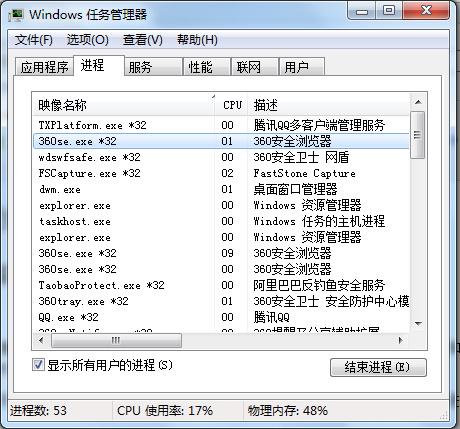 Windows 任务管理器
文件(F) 选项(O) 查看(V) 帮助(H)
应用程序 进程 服务 性能 联网 用户
映像名称 CPU 描述
TXPlatform.exe *32 00 腾讯QQ多客户端管理服务
360se.exe *32 01 360安全浏览器
wdswfsafe.exe *32 00 360安全卫士 网盾
FSCapture.exe *32 02 FastStone Capture
dwm.exe 01 桌面窗口管理器
explorer.exe 00 Windows 资源管理器
taskhost.exe 00 Windows 任务的主机进程
explorer.exe 00 Windows 资源管理器
360se.exe *32 09 360安全浏览器
360se.exe *32 00 360安全浏览器
TaobaoProtect.exe *32 00 阿里巴巴反钓鱼安全服务
360tray.exe *32 01 360安全卫士 安全防护中心模
QQ.exe *32 00 腾讯QQ
显示所有用户的进程(S) 结束进程(E)
进程数: 53 CPU 使用率: 17% 物理内存: 48%